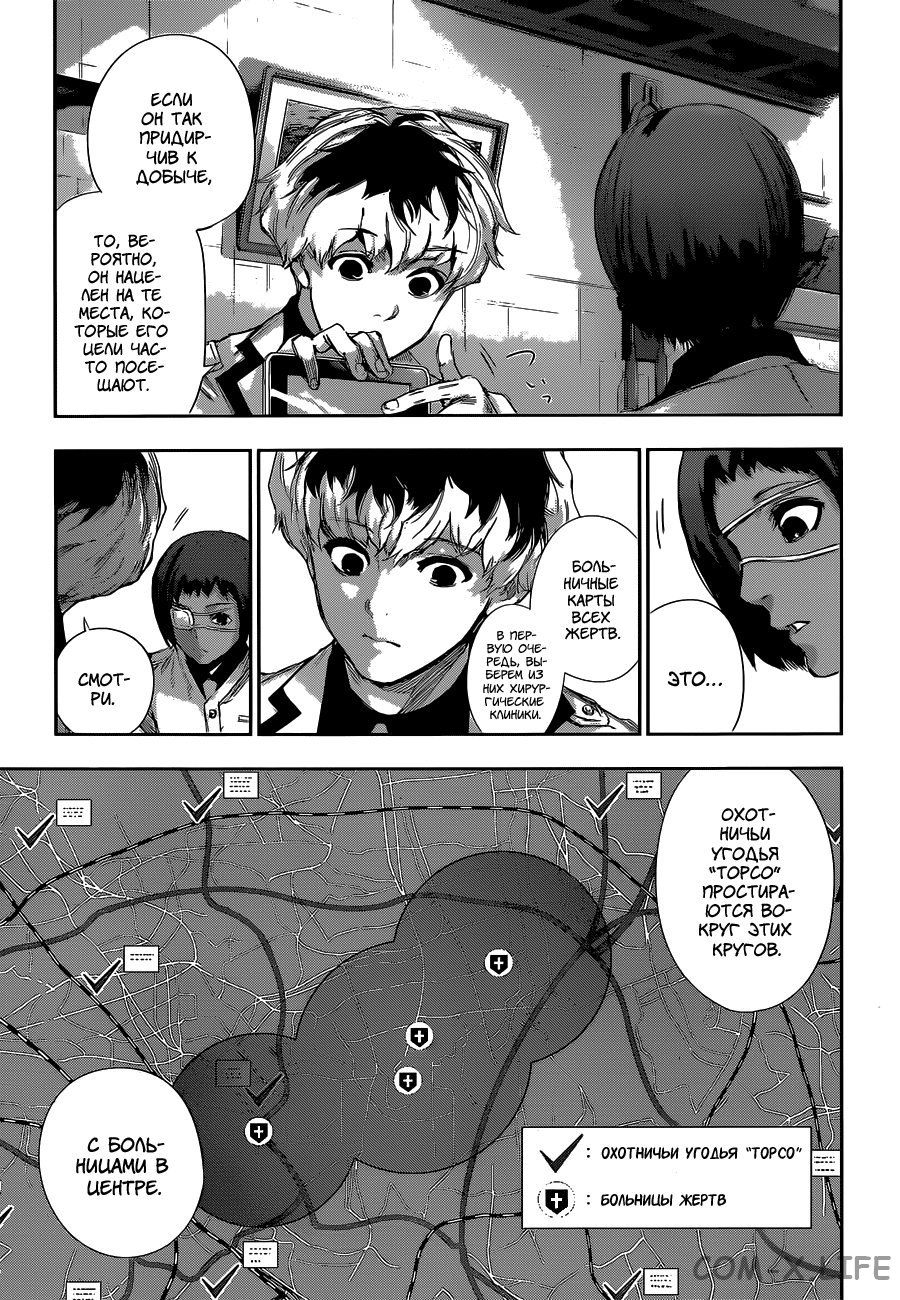 ЕСЛИ
ОН ТАК
ПРИДИР-
ЧИВ К
ДОБЫЧЕ,
ТО, ВЕ-
РОЯТНО,
ОН НАЦЕ-
ЛЕН НА ТЕ
МЕСТА, КО-
ТОРЫЕ ЕГО
ЦЕЛИ ЧАС-
ТО ПОСЕ-
ЩАЮТ.
ЭТО...
БОЛЬ-
НИЧНЫЕ
КАРТЫ
ВСЕХ
ЖЕРТВ.
В ПЕР-
ВУЮ ОЧЕ-
РЕДЬ, ВЫ-
БЕРЕМ ИЗ
НИХ ХИРУР-
ГИЧЕСКИЕ
КЛИНИКИ.
СМОТ-
РИ.
ОХОТ-
НИЧЬИ
УГОДЬЯ
"ТОРСО"
ПРОСТИРА-
ЮТСЯ ВО-
КРУГ ЭТИХ
КРУГОВ.
С БОЛЬ-
НИЦАМИ В
ЦЕНТРЕ.
: ОХОТНИЧЬИ УГОДЬЯ "ТОРСО"
: БОЛЬНИЦЫ ЖЕРТВ
COM-X.LIFE